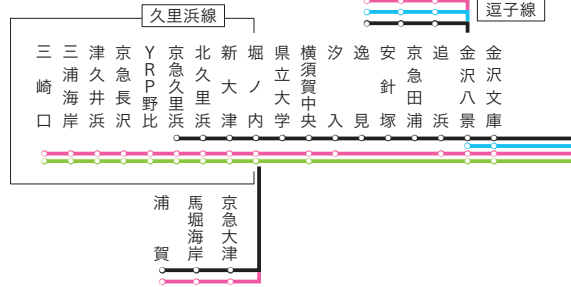 久里浜線
逗子線
三崎口
三浦海岸
津久井浜
京急長沢
YRP野比
京急久里浜
北久里浜
新大津
堀ノ内
県立大学
横須賀中央
汐入
逸見
安針塚
京急田浦
追浜
金沢八景
金沢文庫
浦賀
馬堀海岸
京急大津